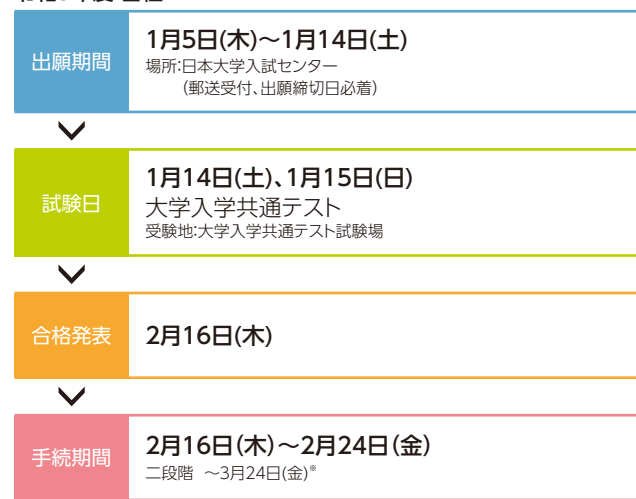 出願期間
1月5日(木)～1月14日(土)
場所:日本大学入試センター
(郵送受付、出願締切日必着)
試験日
1月14日(土)、1月15日(日)
大学入学共通テスト
受験地:大学入学共通テスト試験場
合格発表
2月16日(木)
手続期間
2月16日(木)～2月24日(金)
二段階 ～3月24日(金)※